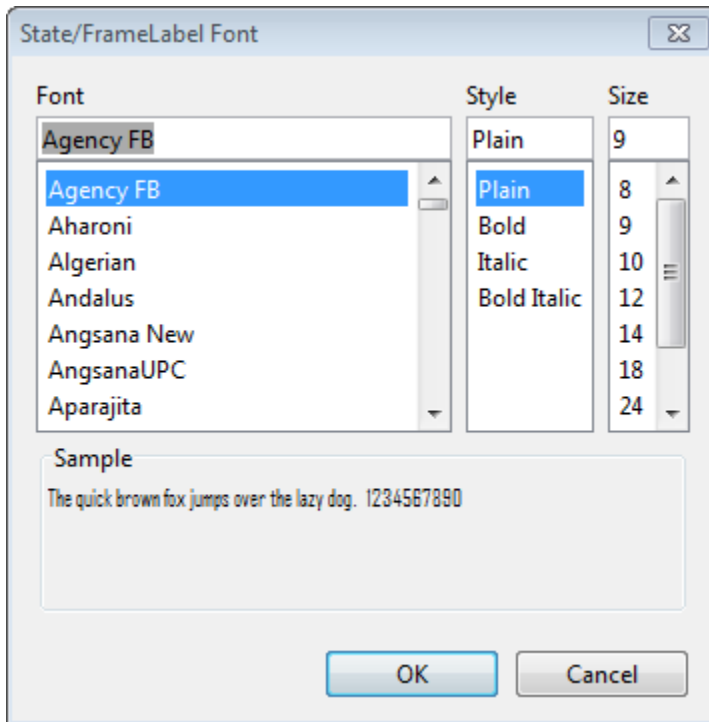 State/FrameLabel Font
Font
Style
Size
Agency FB
Plain
9
Agency FB
Aharoni
Algerian
Andalus
Angsana New
AngsanaUPC
Aparajita
Plain
Bold
Italic
Bold Italic
8
9
10
12
14
18
24
Sample
The quick brown fox jumps over the lazy dog. 1234567890
OK
Cancel